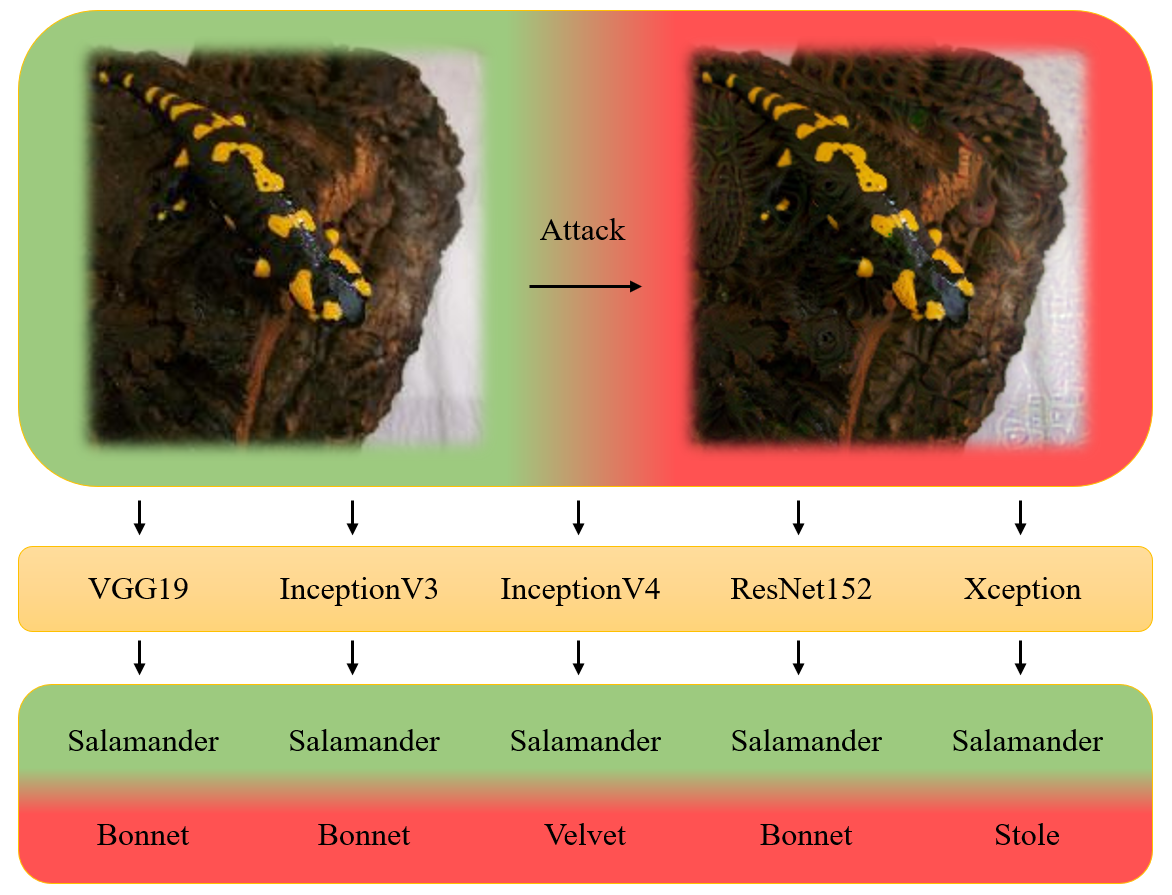 Attack
VGG19 InceptionV3 InceptionV4 ResNet152 Xception
Salamander Salamander Salamander Salamander Salamander
Bonnet Bonnet Velvet Bonnet Stole